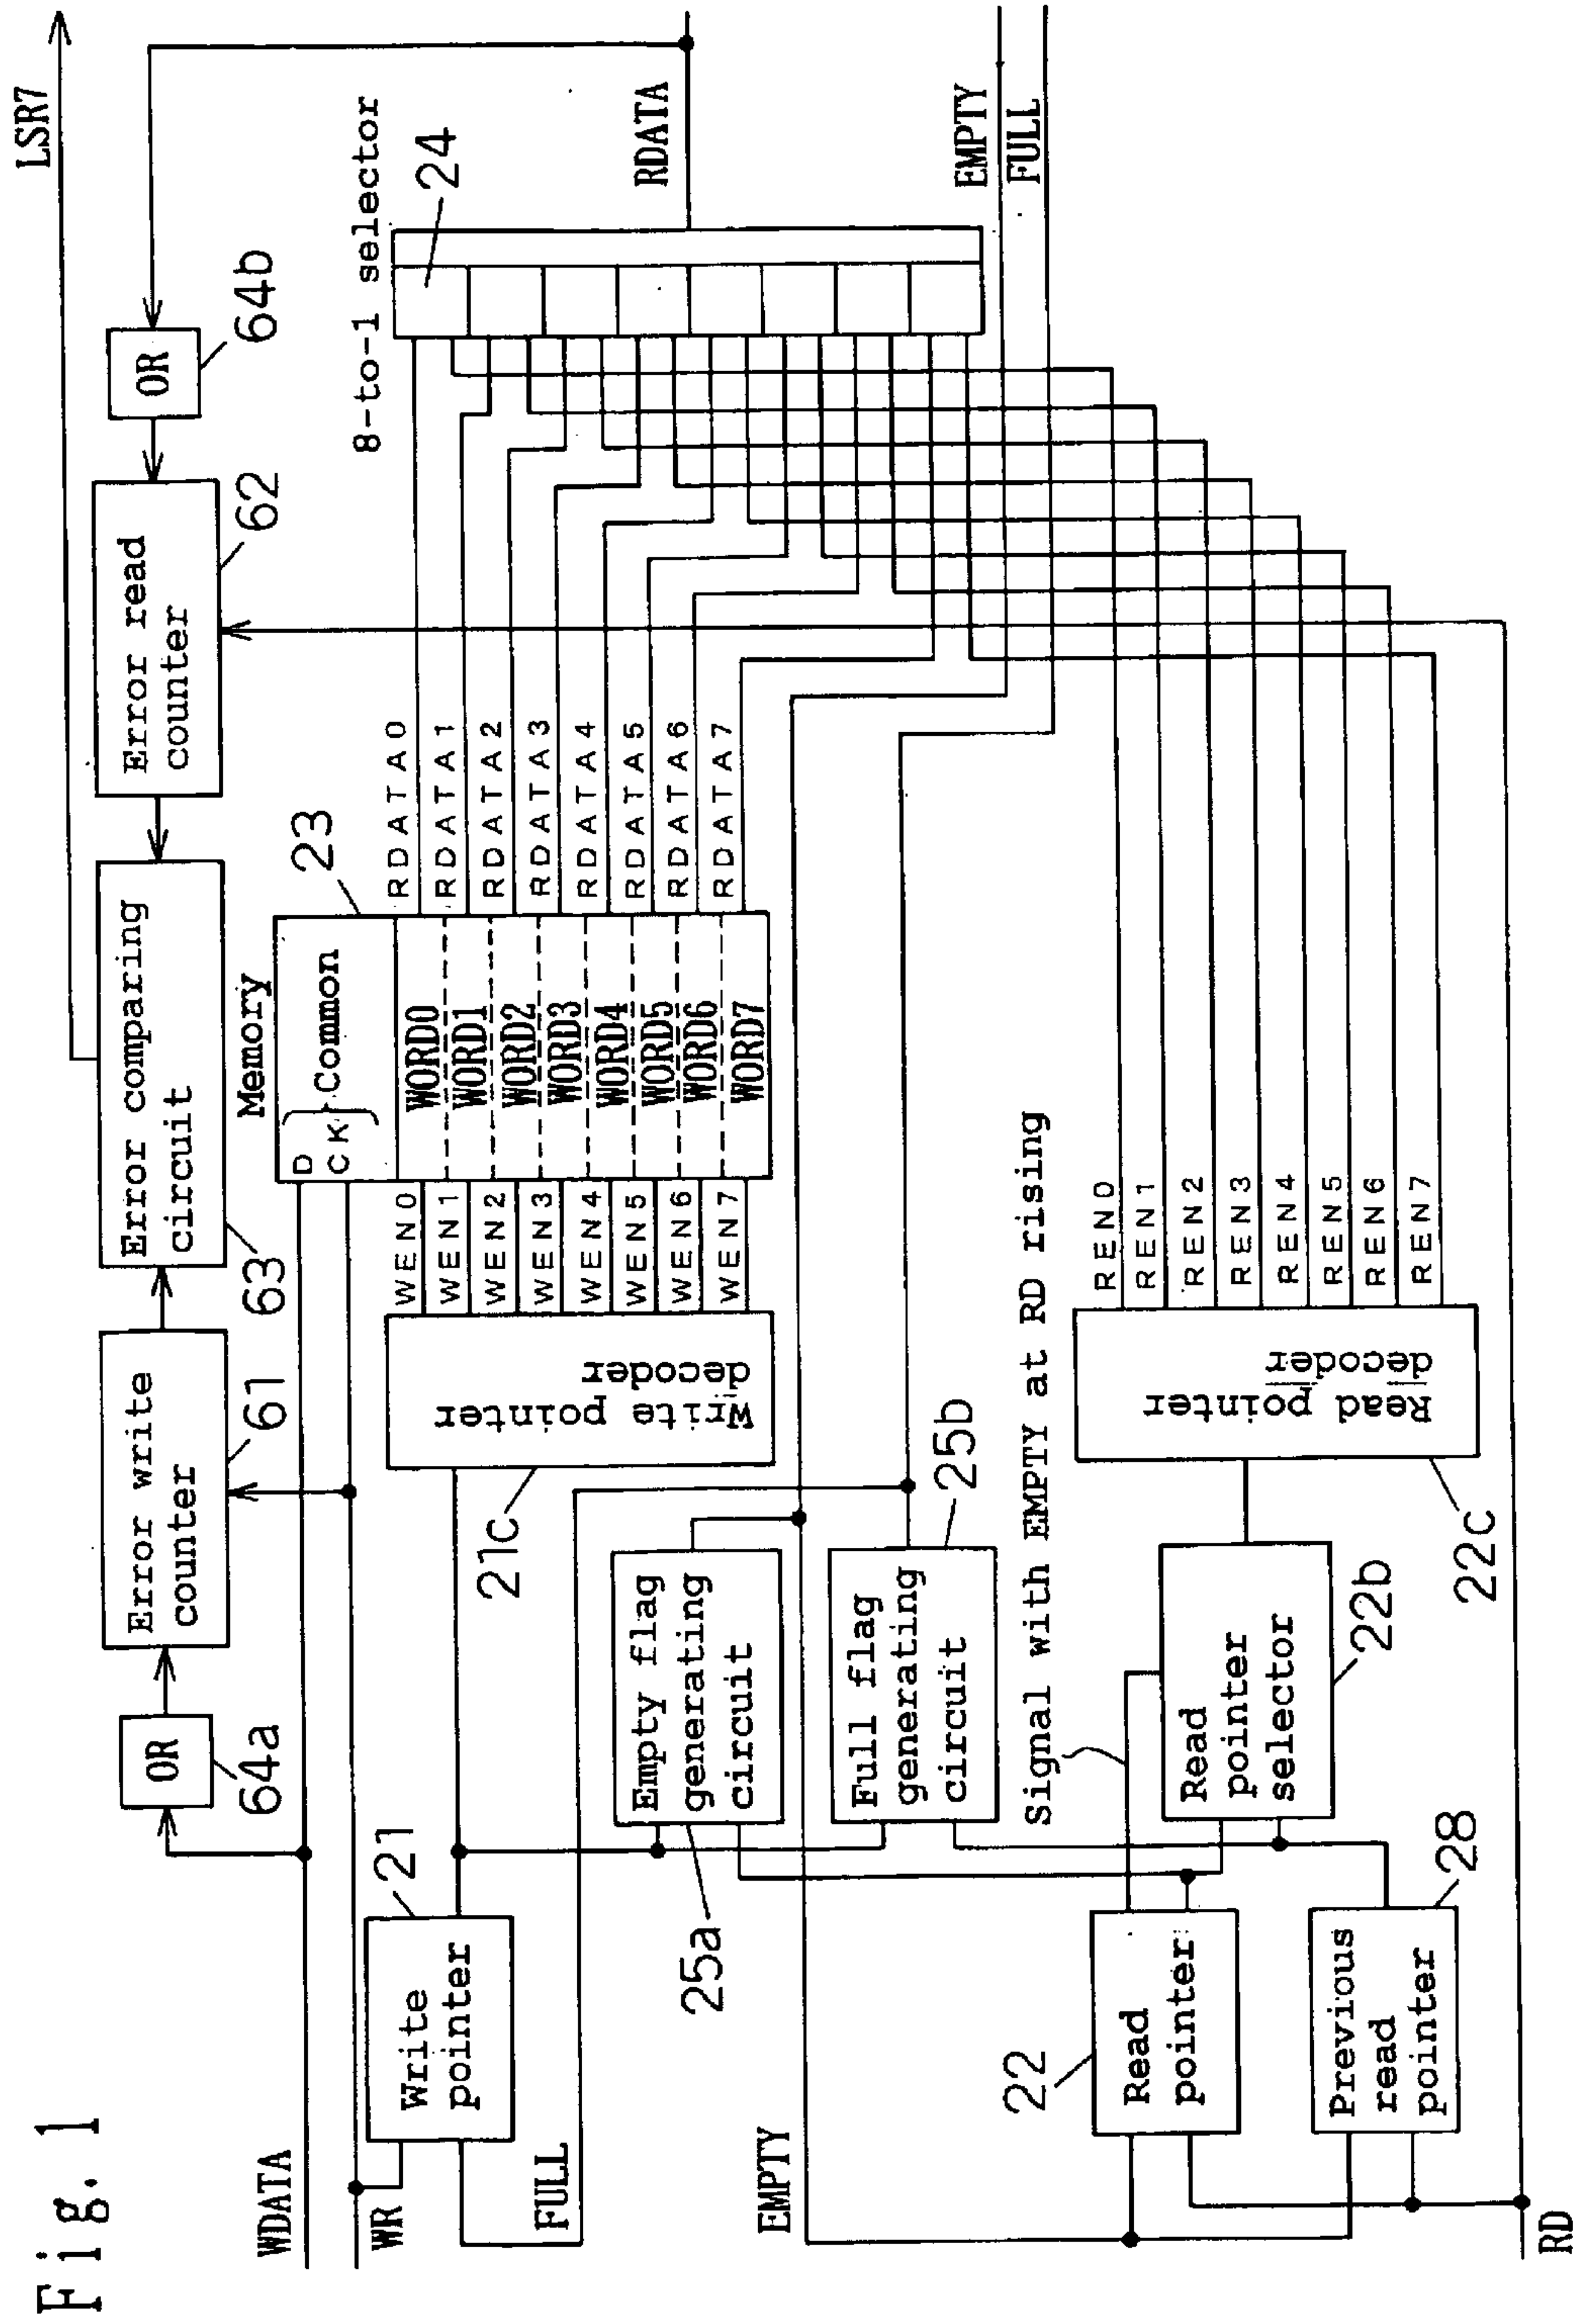 Fig. 1
LSR7
WDATA
WR
OR
64a
Error write
counter
61
Error comparing
circuit
63
Error read
counter
62
OR
64b
Memory
23
D
CK
Common
WORD0
WORD1
WORD2
WORD3
WORD4
WORD5
WORD6
WORD7
WEN0
WEN1
WEN2
WEN3
WEN4
WEN5
WEN6
WEN7
RDATA0
RDATA1
RDATA2
RDATA3
RDATA4
RDATA5
RDATA6
RDATA7
8-to-1 selector
24
RDATA
EMPTY
FULL
Write
pointer
21
FULL
Write pointer
decoder
21c
Empty flag
generating
circuit
25a
Full flag
generating
circuit
25b
EMPTY
Signal with EMPTY at RD rising
Read
pointer
22
Previous
read
pointer
28
Read
pointer
selector
22b
Read pointer
decoder
22c
REN0
REN1
REN2
REN3
REN4
REN5
REN6
REN7
RD